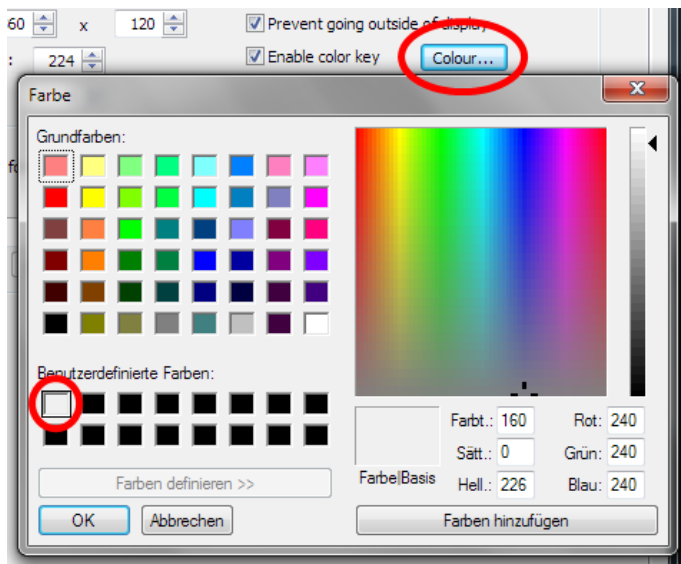 60 x 120 Prevent going outside of display
: 224 Enable color key Colour...
Farbe
Grundfarben:
Benutzerdefinierte Farben:
Farbt.: 160 Rot: 240
Sätt.: 0 Grün: 240
Farbe|Basis Hell.: 226 Blau: 240
Farben definieren >>
OK Abbrechen Farben hinzufügen